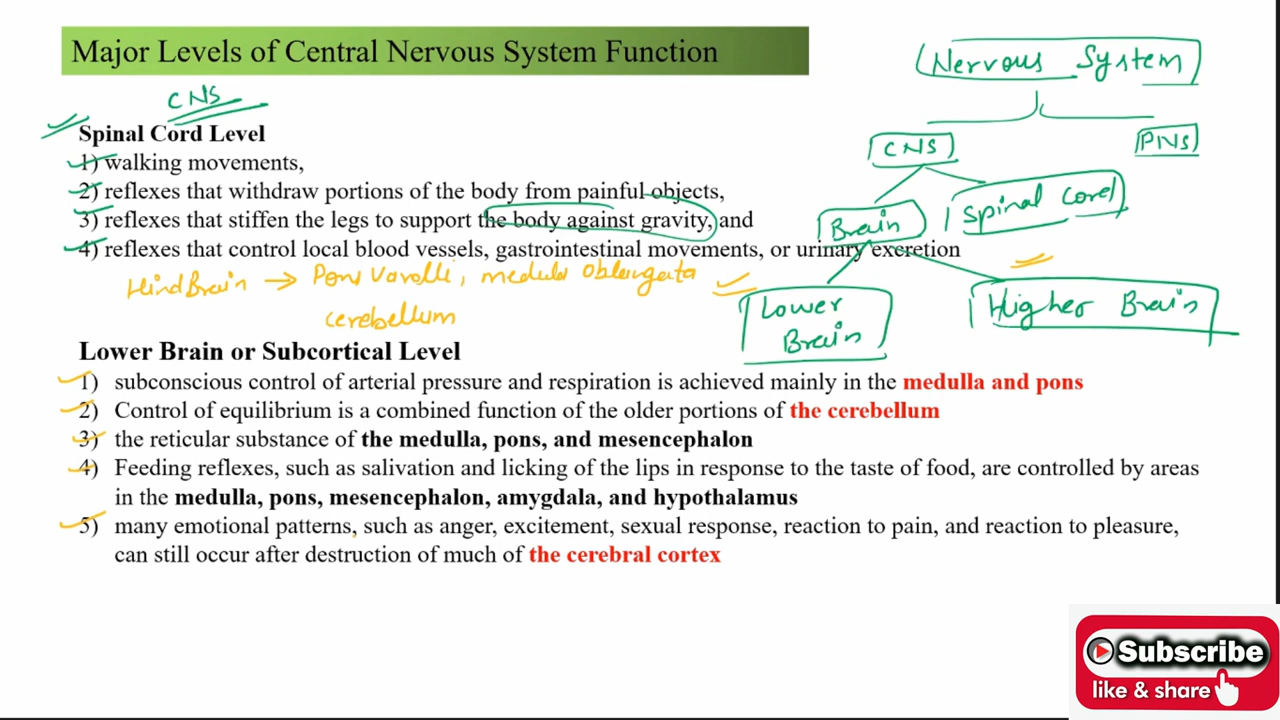 Major Levels of Central Nervous System Function
Nervous System
CNS
Spinal Cord Level
1) walking movements,
2) reflexes that withdraw portions of the body from painful objects,
3) reflexes that stiffen the legs to support the body against gravity, and
4) reflexes that control local blood vessels, gastrointestinal movements, or urinary excretion
CNS
PNS
Brain
Spinal Cord
Lower
Brain
Higher Brain
HindBrain → Pons Varolli, medula Oblangata
cerebellum
Lower Brain or Subcortical Level
1) subconscious control of arterial pressure and respiration is achieved mainly in the medulla and pons
2) Control of equilibrium is a combined function of the older portions of the cerebellum
3) the reticular substance of the medulla, pons, and mesencephalon
4) Feeding reflexes, such as salivation and licking of the lips in response to the taste of food, are controlled by areas
in the medulla, pons, mesencephalon, amygdala, and hypothalamus
5) many emotional patterns, such as anger, excitement, sexual response, reaction to pain, and reaction to pleasure,
can still occur after destruction of much of the cerebral cortex
Subscribe
like & share